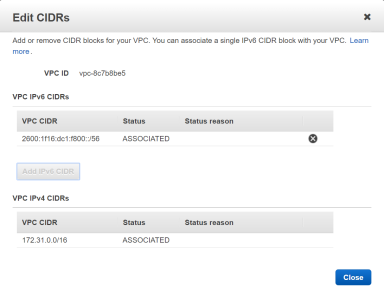 Edit CIDRs
Add or remove CIDR blocks for your VPC. You can associate a single IPv6 CIDR block with your VPC. Learn
more.
VPC ID vpc-8c7b8be5
VPC IPv6 CIDRs
VPC CIDR Status Status reason
2600:1f16:dc1:f800::/56 ASSOCIATED
Add IPv6 CIDR
VPC IPv4 CIDRs
VPC CIDR Status Status reason
172.31.0.0/16 ASSOCIATED
Close